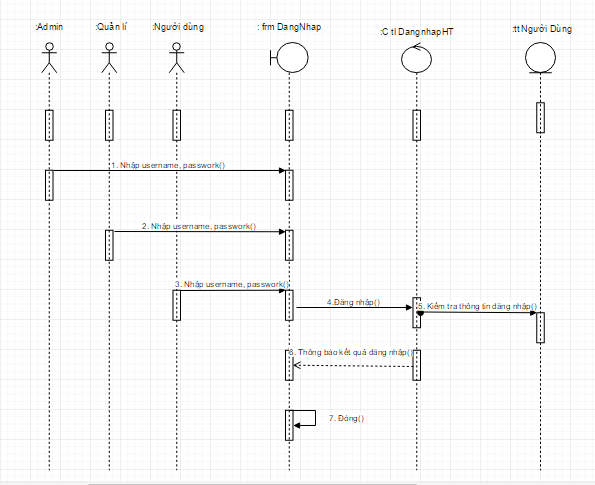 :Admin
:Quản lí
:Người dùng
: frm DangNhap
:C tl DangnhapHT
:tt Người Dùng
1. Nhập username, passwork()
2. Nhập username, passwork()
3. Nhập username, passwork()
4.Đăng nhập()
5. Kiểm tra thông tin đăng nhập()
6. Thông báo kết quả đăng nhập()
7. Đóng()